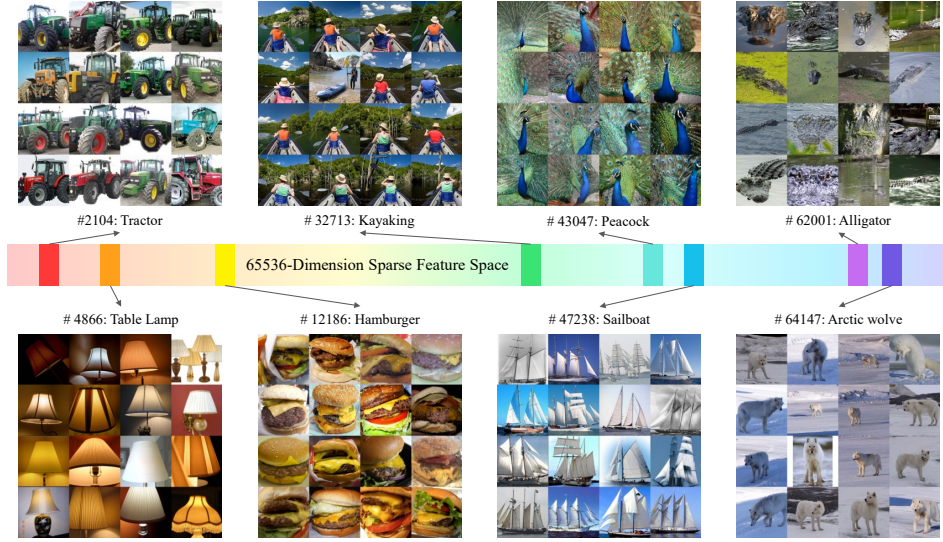 #2104: Tractor
# 32713: Kayaking
# 43047: Peacock
# 62001: Alligator
65536-Dimension Sparse Feature Space
# 4866: Table Lamp
# 12186: Hamburger
# 47238: Sailboat
# 64147: Arctic wolve